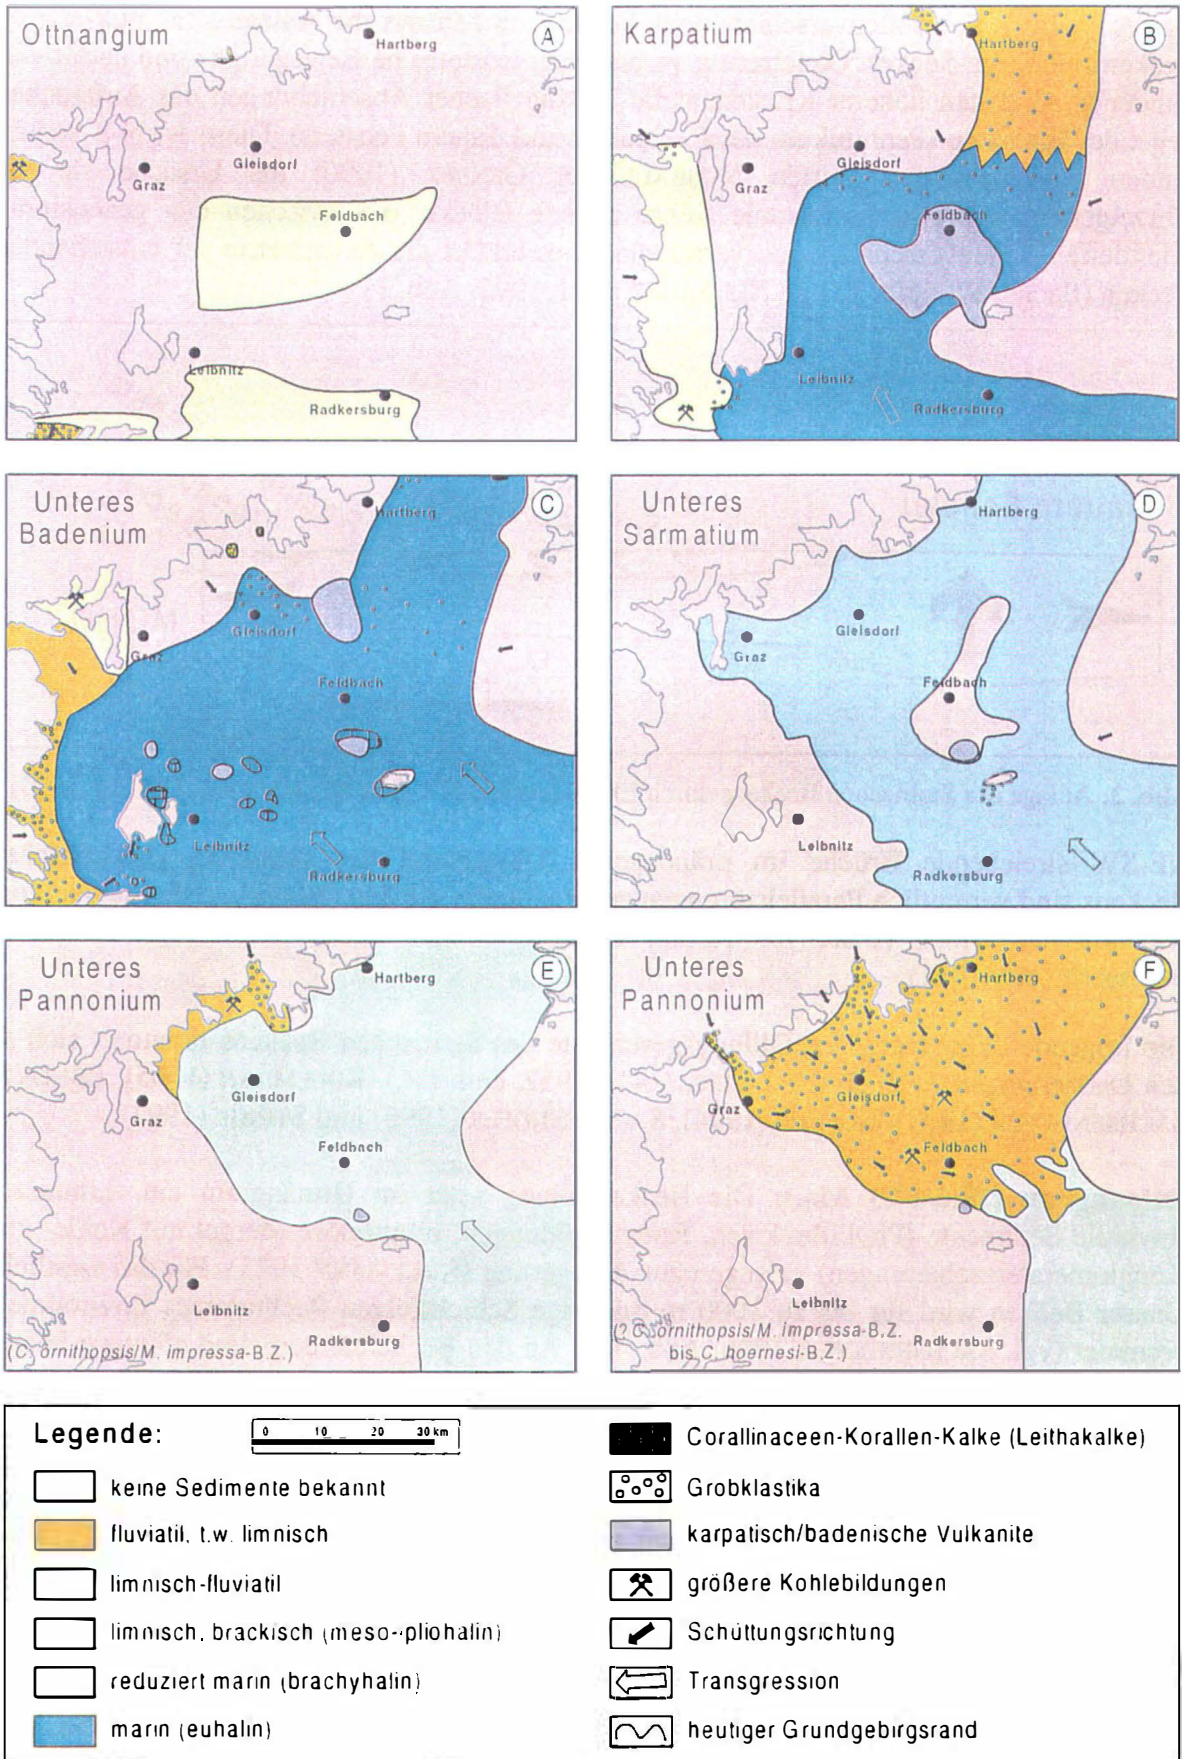 Ottnangium
A
Hartberg
Gleisdorf
Graz
Feldbach
Leibnitz
Radkersburg
Karpatium
B
Hartberg
Gleisdorf
Graz
Feldbach
Leibnitz
Radkersburg
Unteres
Badenium
C
Hartberg
Gleisdorf
Graz
Feldbach
Leibnitz
Radkersburg
Unteres
Sarmatium
D
Hartberg
Gleisdorf
Graz
Feldbach
Leibnitz
Radkersburg
Unteres
Pannonium
E
Hartberg
Gleisdorf
Graz
Feldbach
Leibnitz
Radkersburg
(C. ornithopsis/M. impressa-B.Z.)
Unteres
Pannonium
F
Hartberg
Gleisdorf
Graz
Feldbach
Leibnitz
(? C. ornithopsis/M. impressa-B.Z.
bis C. hoernesi-B.Z.)
Radkersburg
Legende:
0 10 20 30 km
keine Sedimente bekannt
fluviatil, t.w. limnisch
limnisch-fluviatil
limnisch, brackisch (meso-pliohalin)
reduziert marin (brachyhalin)
marin (euhalin)
Corallinaceen-Korallen-Kalke (Leithakalke)
Grobklastika
karpatisch/badenische Vulkanite
größere Kohlebildungen
Schüttungsrichtung
Transgression
heutiger Grundgebirgsrand